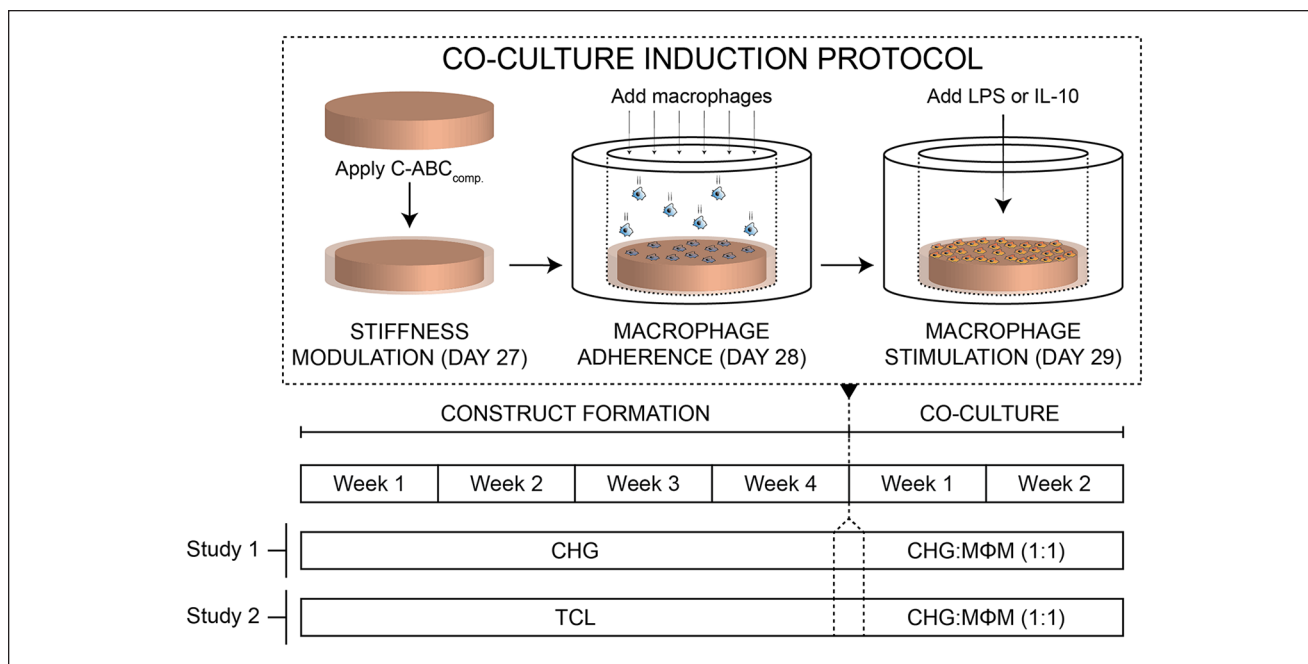 CO-CULTURE INDUCTION PROTOCOL
Add macrophages
Add LPS or IL-10
Apply C-ABCcomp.
STIFFNESS
MODULATION (DAY 27)
MACROPHAGE
ADHERENCE (DAY 28)
MACROPHAGE
STIMULATION (DAY 29)
CONSTRUCT FORMATION
CO-CULTURE
Week 1
Week 2
Week 3
Week 4
Week 1
Week 2
Study 1
CHG
CHG:MΦM (1:1)
Study 2
TCL
CHG:MΦM (1:1)